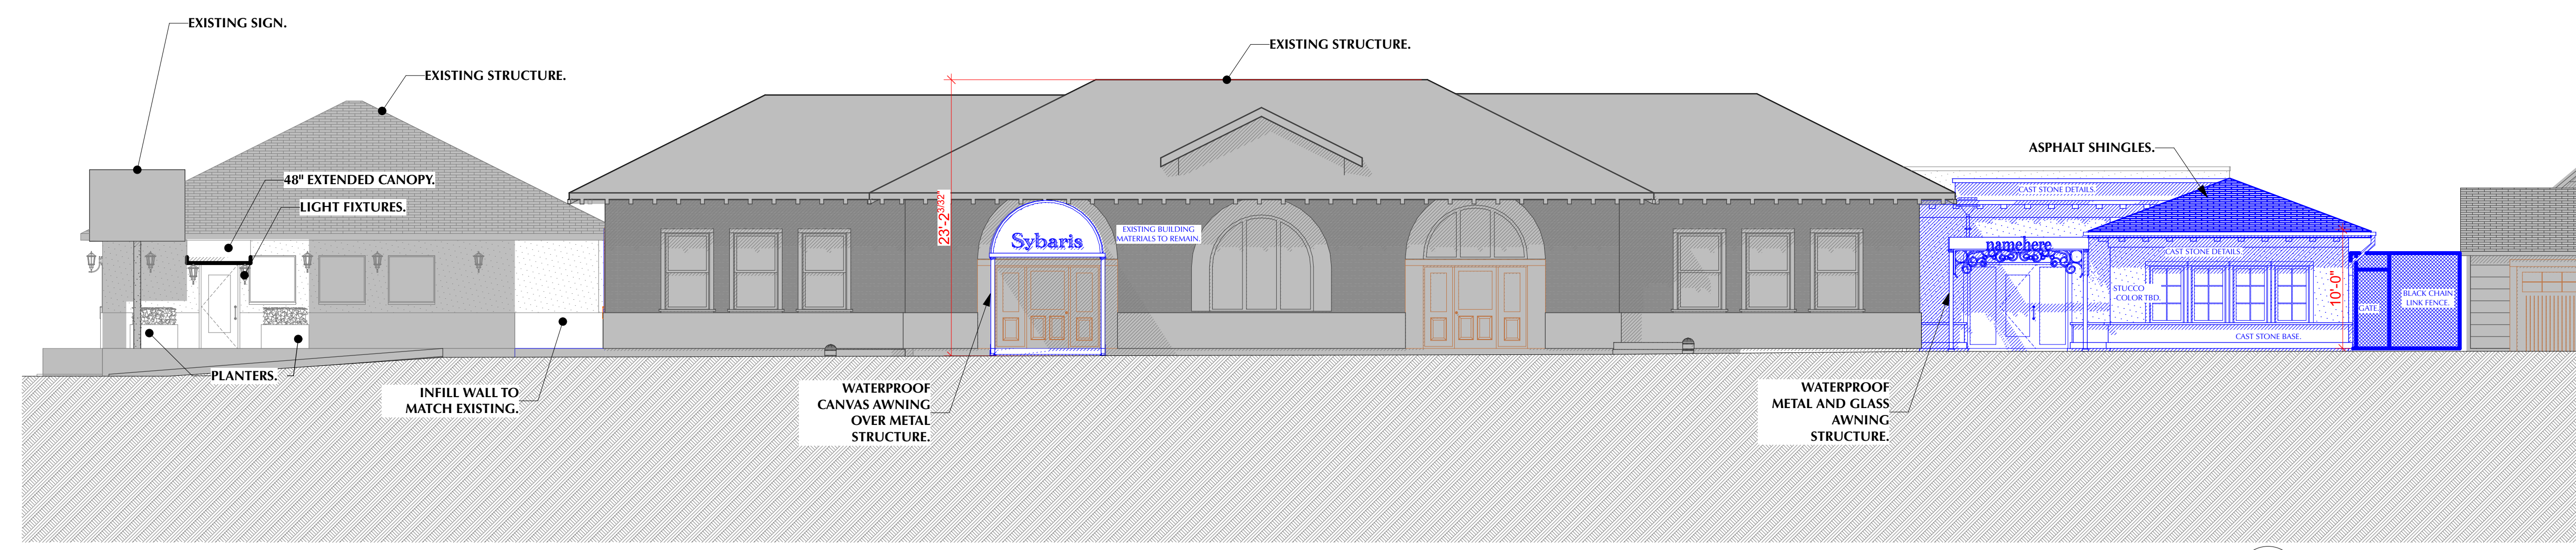 EXISTING SIGN.
EXISTING STRUCTURE.
EXISTING STRUCTURE.
48" EXTENDED CANOPY.
LIGHT FIXTURES.
23'-2 3/32"
Sybaris
EXISTING BUILDING
MATERIALS TO REMAIN.
ASPHALT SHINGLES.
CAST STONE DETAILS.
namehere
CAST STONE DETAILS.
STUCCO
-COLOR TBD.
10'-0"
GATE.
BLACK CHAIN
LINK FENCE.
CAST STONE BASE.
PLANTERS.
INFILL WALL TO
MATCH EXISTING.
WATERPROOF
CANVAS AWNING
OVER METAL
STRUCTURE.
WATERPROOF
METAL AND GLASS
AWNING
STRUCTURE.